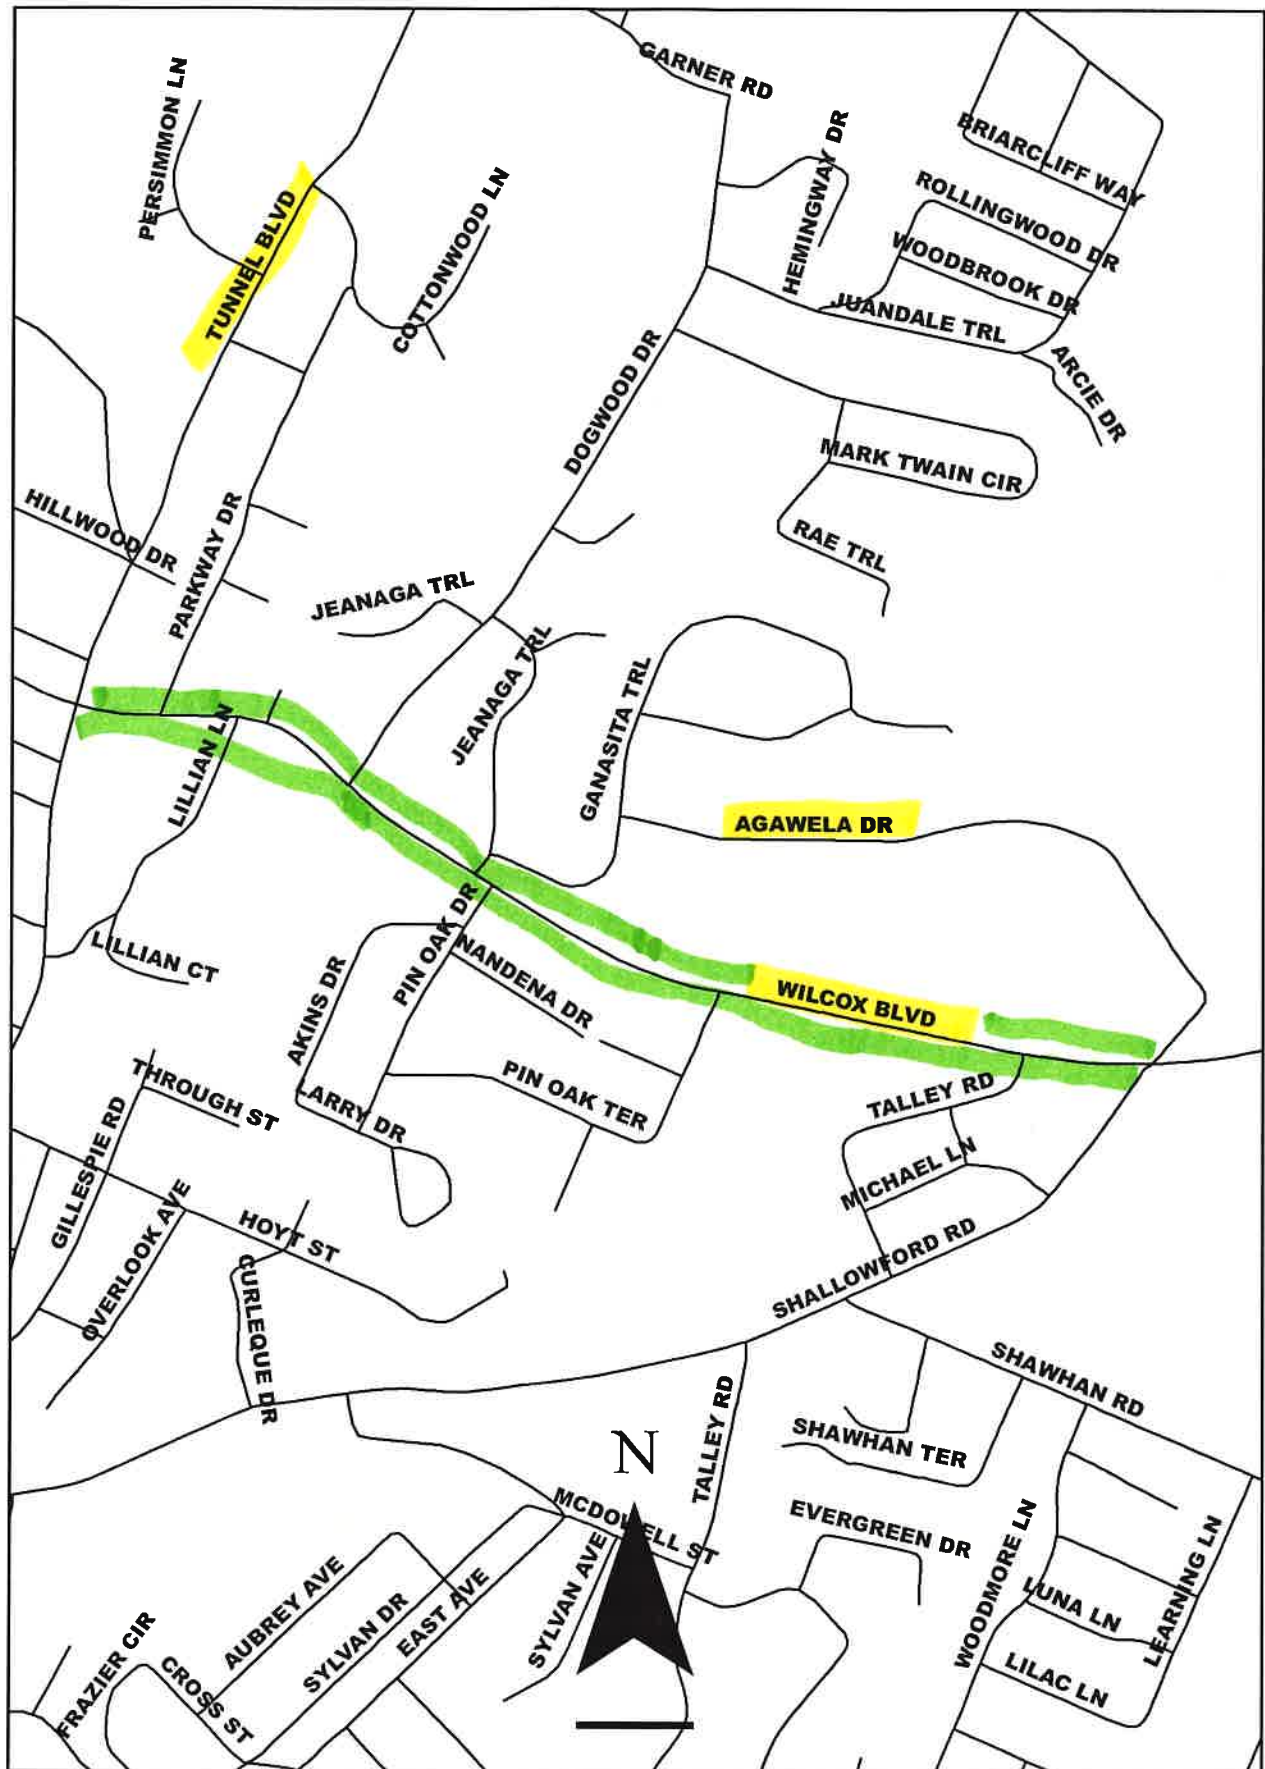 GARNER RD
PERSIMMON LN
BRIARCLIFF WAY
HEMINGWAY DR
ROLLINGWOOD DR
TUNNEL BLVD
COTTONWOOD LN
WOODBROOK DR
JUANDALE TRL
ARCIE DR
DOGWOOD DR
MARK TWAIN CIR
HILLWOOD DR
PARKWAY DR
RAE TRL
JEANAGA TRL
JEANAGA TRL
GANASITA TRL
LILLIAN LN
AGAWELA DR
PIN OAK DR
LILLIAN CT
NANDENA DR
AKINS DR
WILCOX BLVD
THROUGH ST
LARRY DR
PIN OAK TER
TALLEY RD
GILLESPIE RD
MICHAEL LN
OVERLOOK AVE
HOYT ST
SHALLOWFORD RD
CURLEQUE DR
SHAWHAN RD
TALLEY RD
N
SHAWHAN TER
MCDOWELL ST
EVERGREEN DR
WOODMORE LN
LEARNING LN
SYLVAN AVE
AUBREY AVE
SYLVAN DR
EAST AVE
LUNA LN
FRAZIER CIR
CROSS ST
LILAC LN